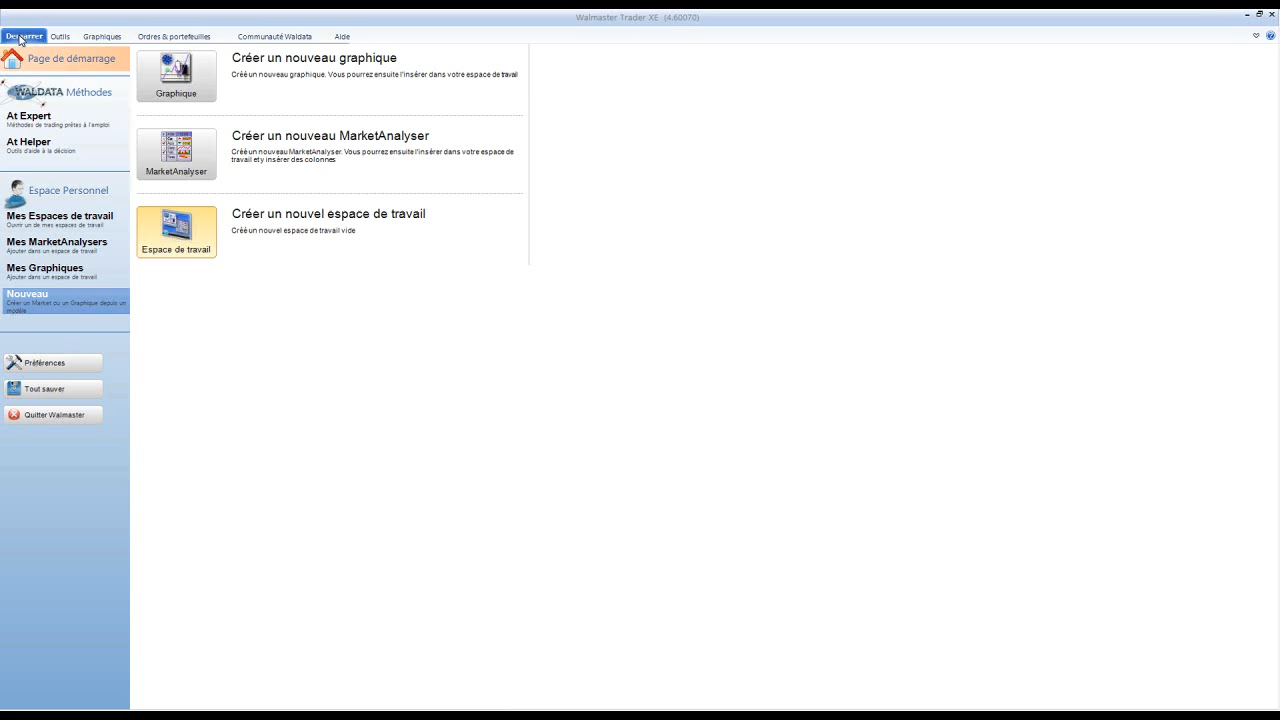 Walmaster Trader XE (4.60070)
Démarrer Outils Graphiques Ordres & portefeuilles Communauté Waldata Aide
Page de démarrage
WALDATA Méthodes
At Expert
Méthodes de trading prêtes à l'emploi
At Helper
Outils d'aide à la décision
Espace Personnel
Mes Espaces de travail
Ouvrir un de mes espaces de travail
Mes MarketAnalysers
Ajouter dans un espace de travail
Mes Graphiques
Ajouter dans un espace de travail
Nouveau
Créer un Market ou un Graphique depuis un
modèle
Préférences
Tout sauver
Quitter Walmaster
Graphique
Créer un nouveau graphique
Créé un nouveau graphique. Vous pourrez ensuite l'insérer dans votre espace de travail
MarketAnalyser
Créer un nouveau MarketAnalyser
Créé un nouveau MarketAnalyser. Vous pourrez ensuite l'insérer dans votre espace de
travail et y insérer des colonnes
Espace de travail
Créer un nouvel espace de travail
Créé un nouvel espace de travail vide